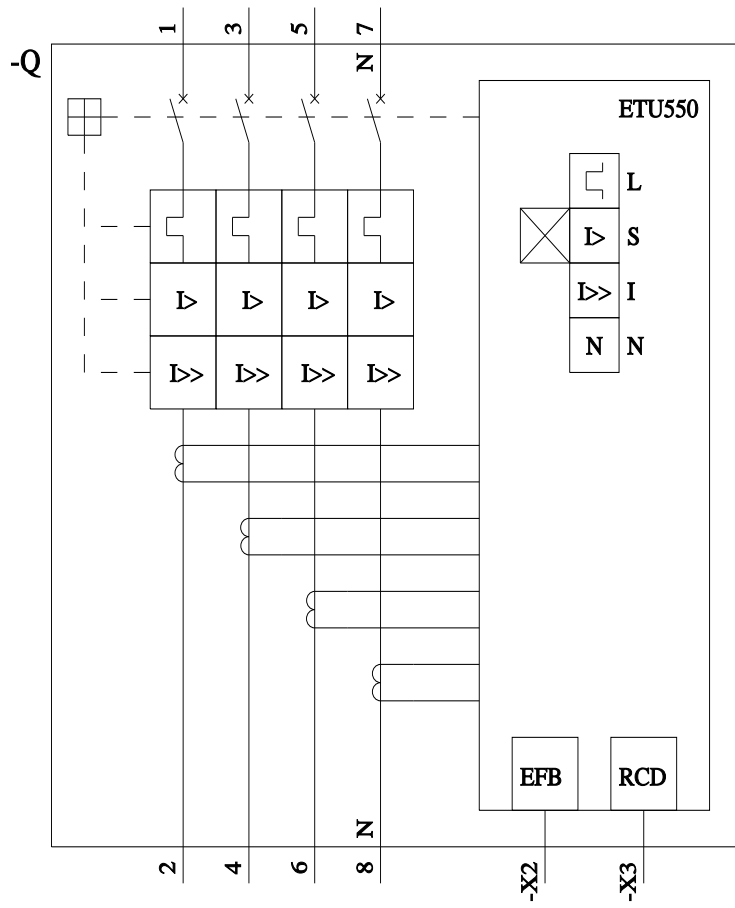 1 3 5 7
-Q
N
ETU550
L
I> I> I> I>
I> S
I>> I
N N
I>> I>> I>> I>>
EFB RCD
N
2 4 6 8
-X2 -X3